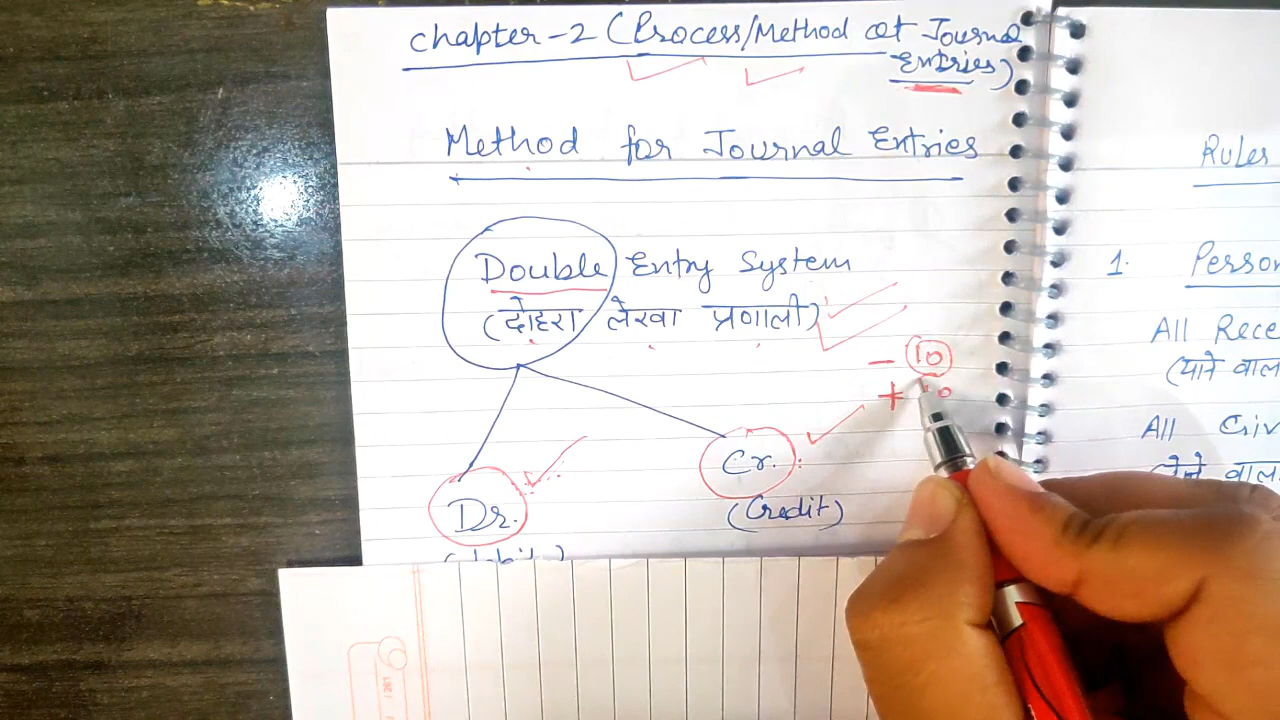 chapter-2 (Process/Method of Journal
Entries)
Method for Journal Entries
Double Entry System
(दोहरा लेखा प्रणाली)
- 10
+ 10
Cr.
(Credit)
Dr.
Rules
1. Person
All Rece
(पाने वाल
All Giv
लेने वाल